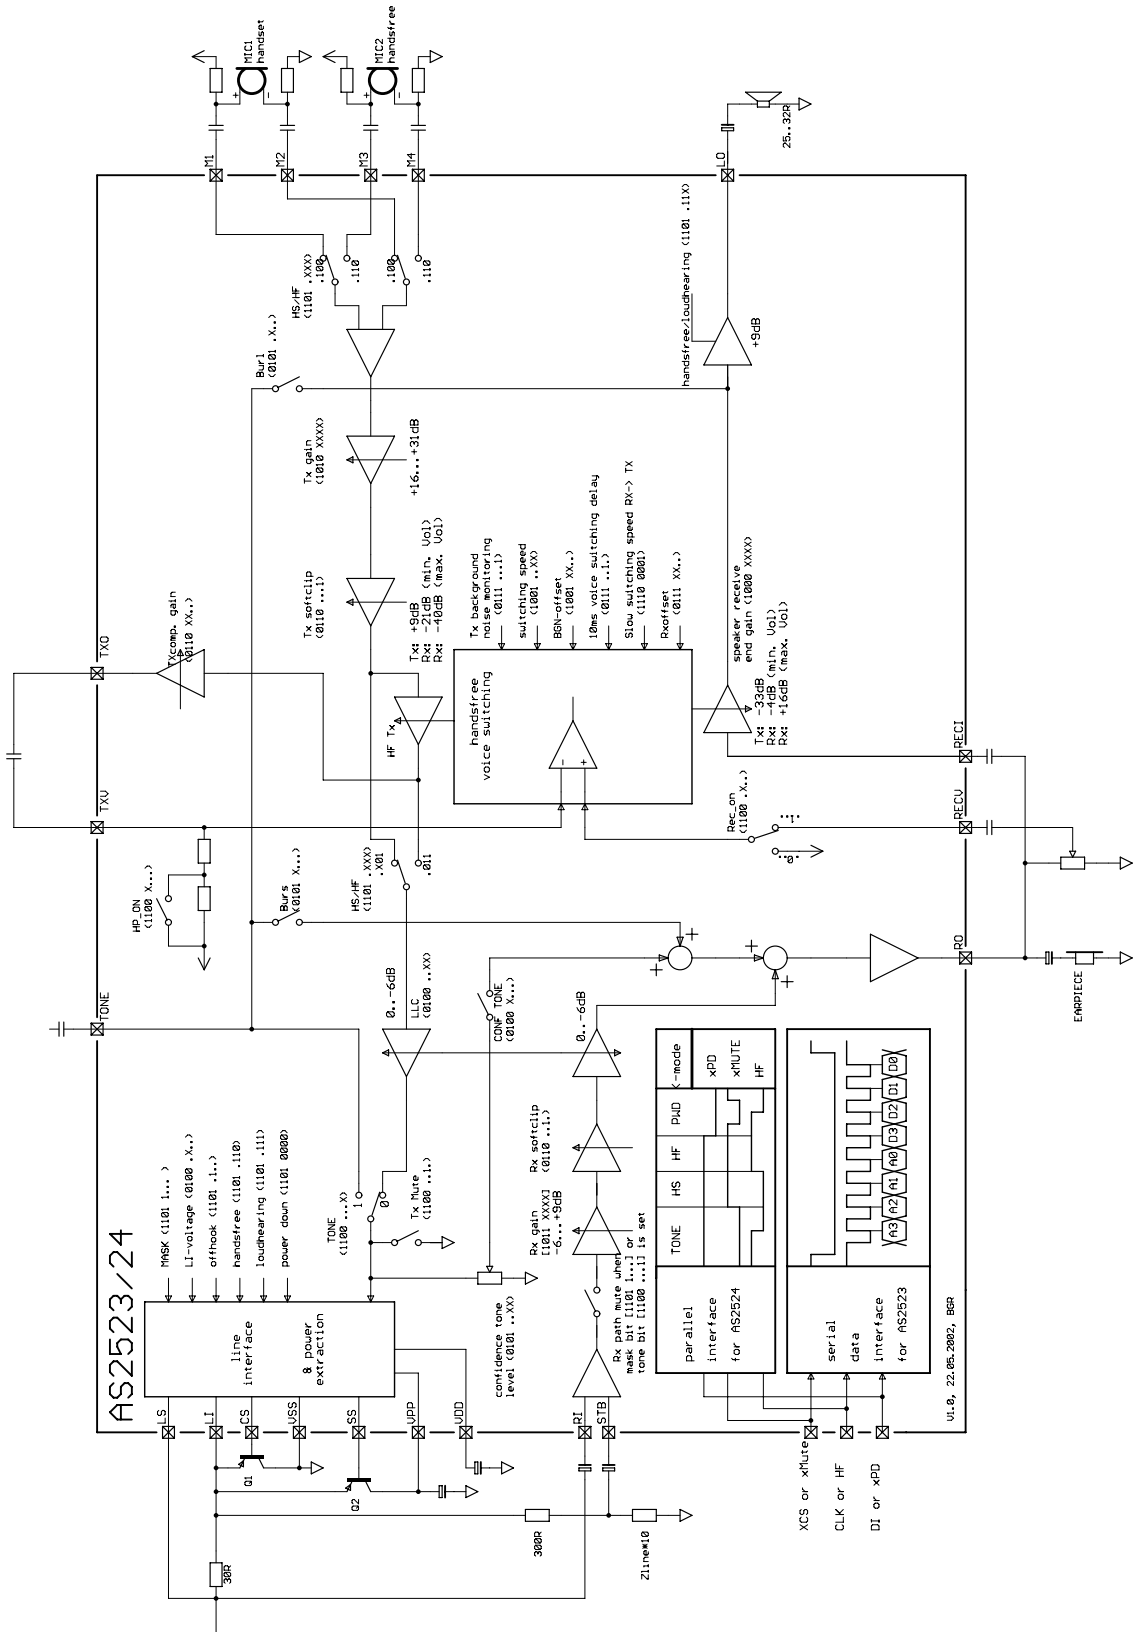 AS2523/24
MIC1
handset
MIC2
handsfree
+
-
+
-
M1
M2
M3
M4
LO
25..32R
HS/HF
(1101 .XXX)
.100
.110
.100
.110
handsfree/loudhearing (1101 .11X)
+9dB
Burl
(0101 .X..)
Tx gain
(1010 XXXX)
+16...+31dB
Tx softclip
(0110 ...1)
TXO
TXcomp. gain
(0110 XX..)
Tx: +9dB
Rx: -21dB (min. Vol)
Rx: -40dB (max. Vol)
HF Tx
handsfree
voice switching
-
+
Tx background
noise monitoring
(0111 ...1)
switching speed
(1001 ..XX)
BGN-offset
(1001 XX..)
10ms voice switching delay
(0111 ..1.)
Slow switching speed RX-> TX
(1110 0001)
Rxoffset
(0111 XX..)
speaker receive
end gain (1000 XXXX)
Tx: -33dB
Rx: -4dB (min. Vol)
Rx: +16dB (max. Vol)
RECI
RECV
TXV
HP_ON
(1100 X...)
HS/HF
(1101 .XXX)
.X01
.011
Burs
(0101 X...)
Rec_on
(1100 .X..)
.1..
.0..
TONE
0..-6dB
LLC
(0100 ..XX)
CONF TONE
(0100 X...)
+
+
+
+
0..-6dB
RO
EARPIECE
TONE
(1100 ...X)
1
0
Tx Mute
(1100 ..1.)
Rx softclip
(0110 ..1.)
Rx gain
[1011 XXXX]
-6...+9dB
Rx path mute when
mask bit [1101 1...] or
tone bit [1100 ...1] is set
confidence tone
level (0101 ..XX)
MASK (1101 1... )
LI-voltage (0100 .X..)
offhook (1101 .1..)
handsfree (1101 .110)
loudhearing (1101 .111)
power down (1101 0000)
line
interface
& power
extraction
LS
LI
CS
VSS
SS
VPP
VDD
RI
STB
Q1
Q2
30R
300R
Zline*10
parallel
interface
for AS2524
TONE
HS
HF
PWD
-mode
xPD
xMUTE
HF
serial
data
interface
for AS2523
A3
A2
A1
A0
D3
D2
D1
D0
XCS or xMute
CLK or HF
DI or xPD
V1.0, 22.05.2002, BGR